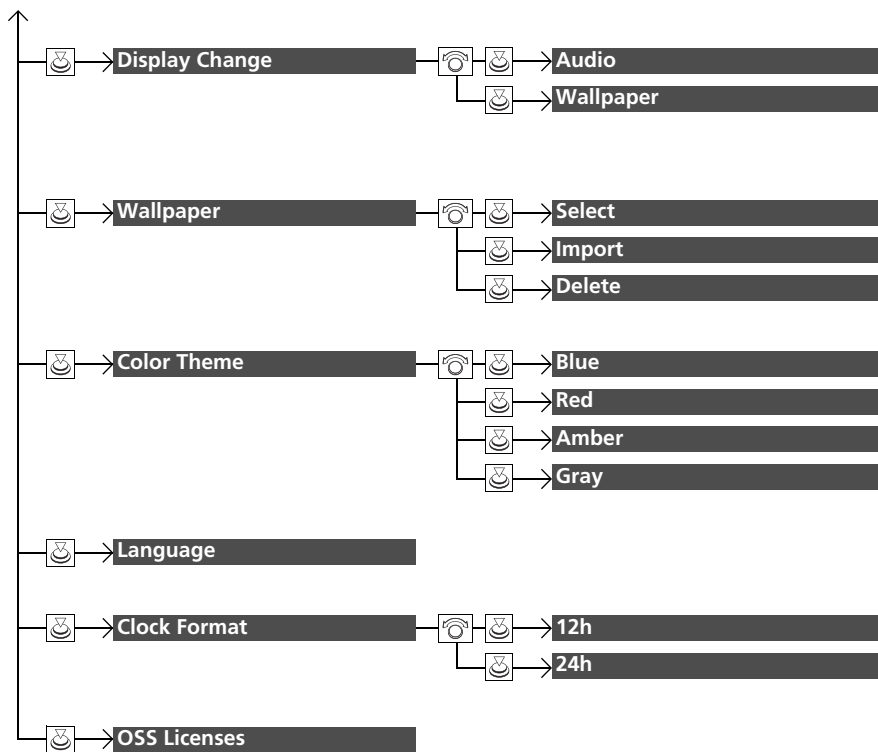 Display Change
Audio
Wallpaper
Wallpaper
Select
Import
Delete
Color Theme
Blue
Red
Amber
Gray
Language
Clock Format
12h
24h
OSS Licenses